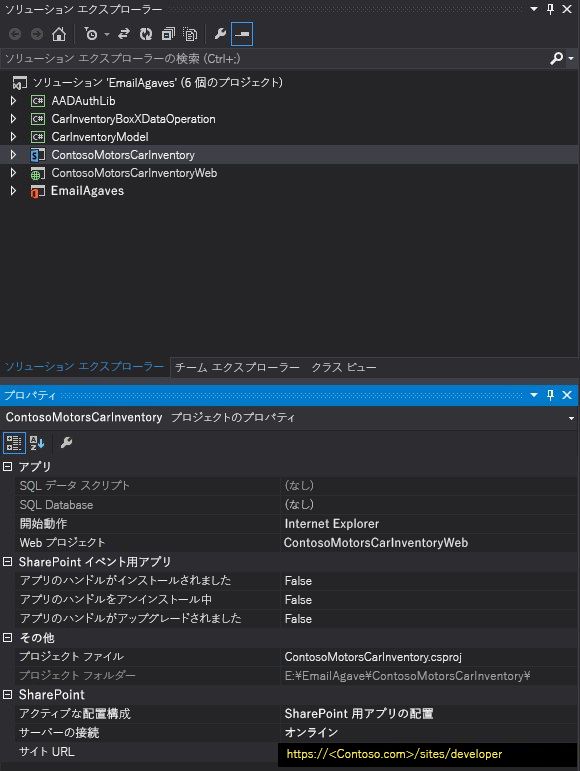 ソリューション エクスプローラー
ソリューション エクスプローラーの検索 (Ctrl+;)
ソリューション 'EmailAgaves' (6 個のプロジェクト)
C# AADAuthLib
C# CarInventoryBoxXDataOperation
C# CarInventoryModel
ContosoMotorsCarInventory
ContosoMotorsCarInventoryWeb
EmailAgaves
ソリューション エクスプローラー チーム エクスプローラー クラス ビュー
プロパティ
ContosoMotorsCarInventory プロジェクトのプロパティ
アプリ
SQL データ スクリプト (なし)
SQL Database (なし)
開始動作 Internet Explorer
Web プロジェクト ContosoMotorsCarInventoryWeb
SharePoint イベント用アプリ
アプリのハンドルがインストールされました False
アプリのハンドルをアンインストール中 False
アプリのハンドルがアップグレードされました False
その他
プロジェクト ファイル ContosoMotorsCarInventory.csproj
プロジェクト フォルダー E:¥EmailAgave¥ContosoMotorsCarInventory¥
SharePoint
アクティブな配置構成 SharePoint 用アプリの配置
サーバーの接続 オンライン
サイト URL https://<Contoso.com>/sites/developer